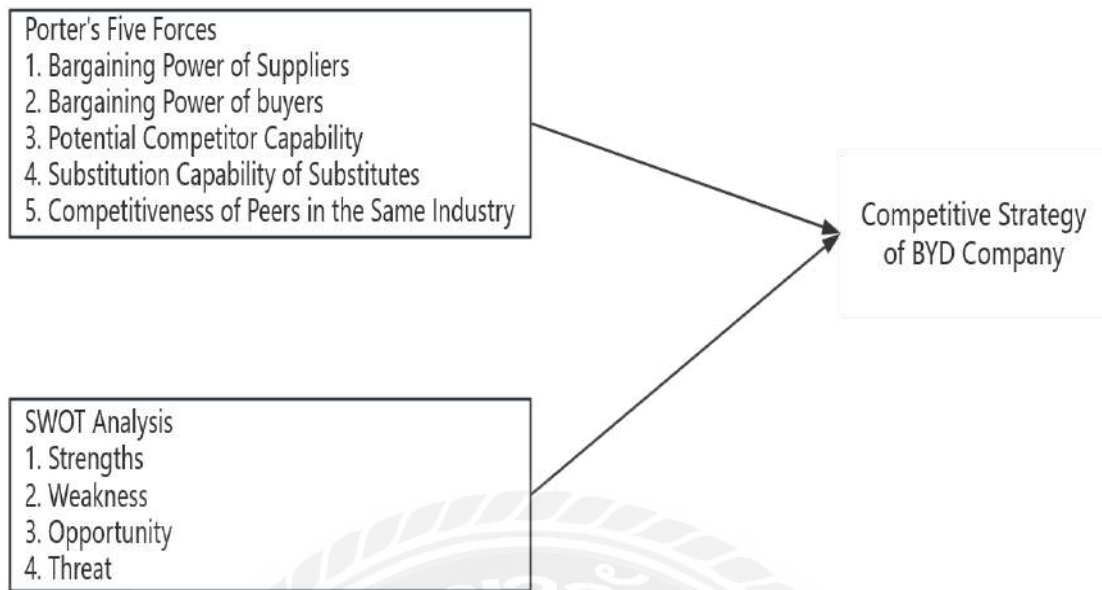 Porter's Five Forces
1. Bargaining Power of Suppliers
2. Bargaining Power of buyers
3. Potential Competitor Capability
4. Substitution Capability of Substitutes
5. Competitiveness of Peers in the Same Industry
Competitive Strategy
of BYD Company
SWOT Analysis
1. Strengths
2. Weakness
3. Opportunity
4. Threat